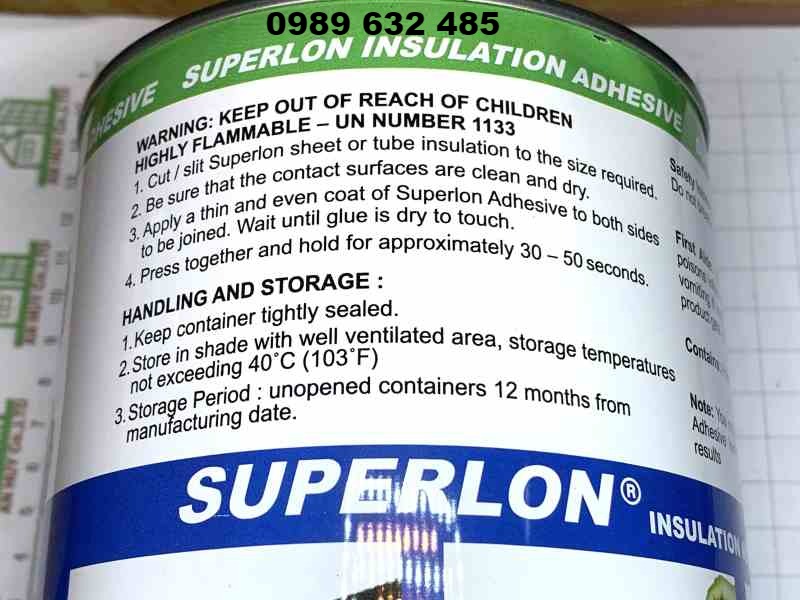 0989 632 485
ADHESIVE SUPERLON INSULATION ADHESIVE
WARNING: KEEP OUT OF REACH OF CHILDREN
HIGHLY FLAMMABLE – UN NUMBER 1133
1. Cut / slit Superlon sheet or tube insulation to the size required.
2. Be sure that the contact surfaces are clean and dry.
3. Apply a thin and even coat of Superlon Adhesive to both sides
to be joined. Wait until glue is dry to touch.
4. Press together and hold for approximately 30 – 50 seconds.
HANDLING AND STORAGE :
1. Keep container tightly sealed.
2. Store in shade with well ventilated area, storage temperatures
not exceeding 40˚C (103˚F)
3. Storage Period : unopened containers 12 months from
manufacturing date.
Safety
Do not
First Aid
vomiting
product
Note: You
Adhesive
results
SUPERLON®
INSULATION